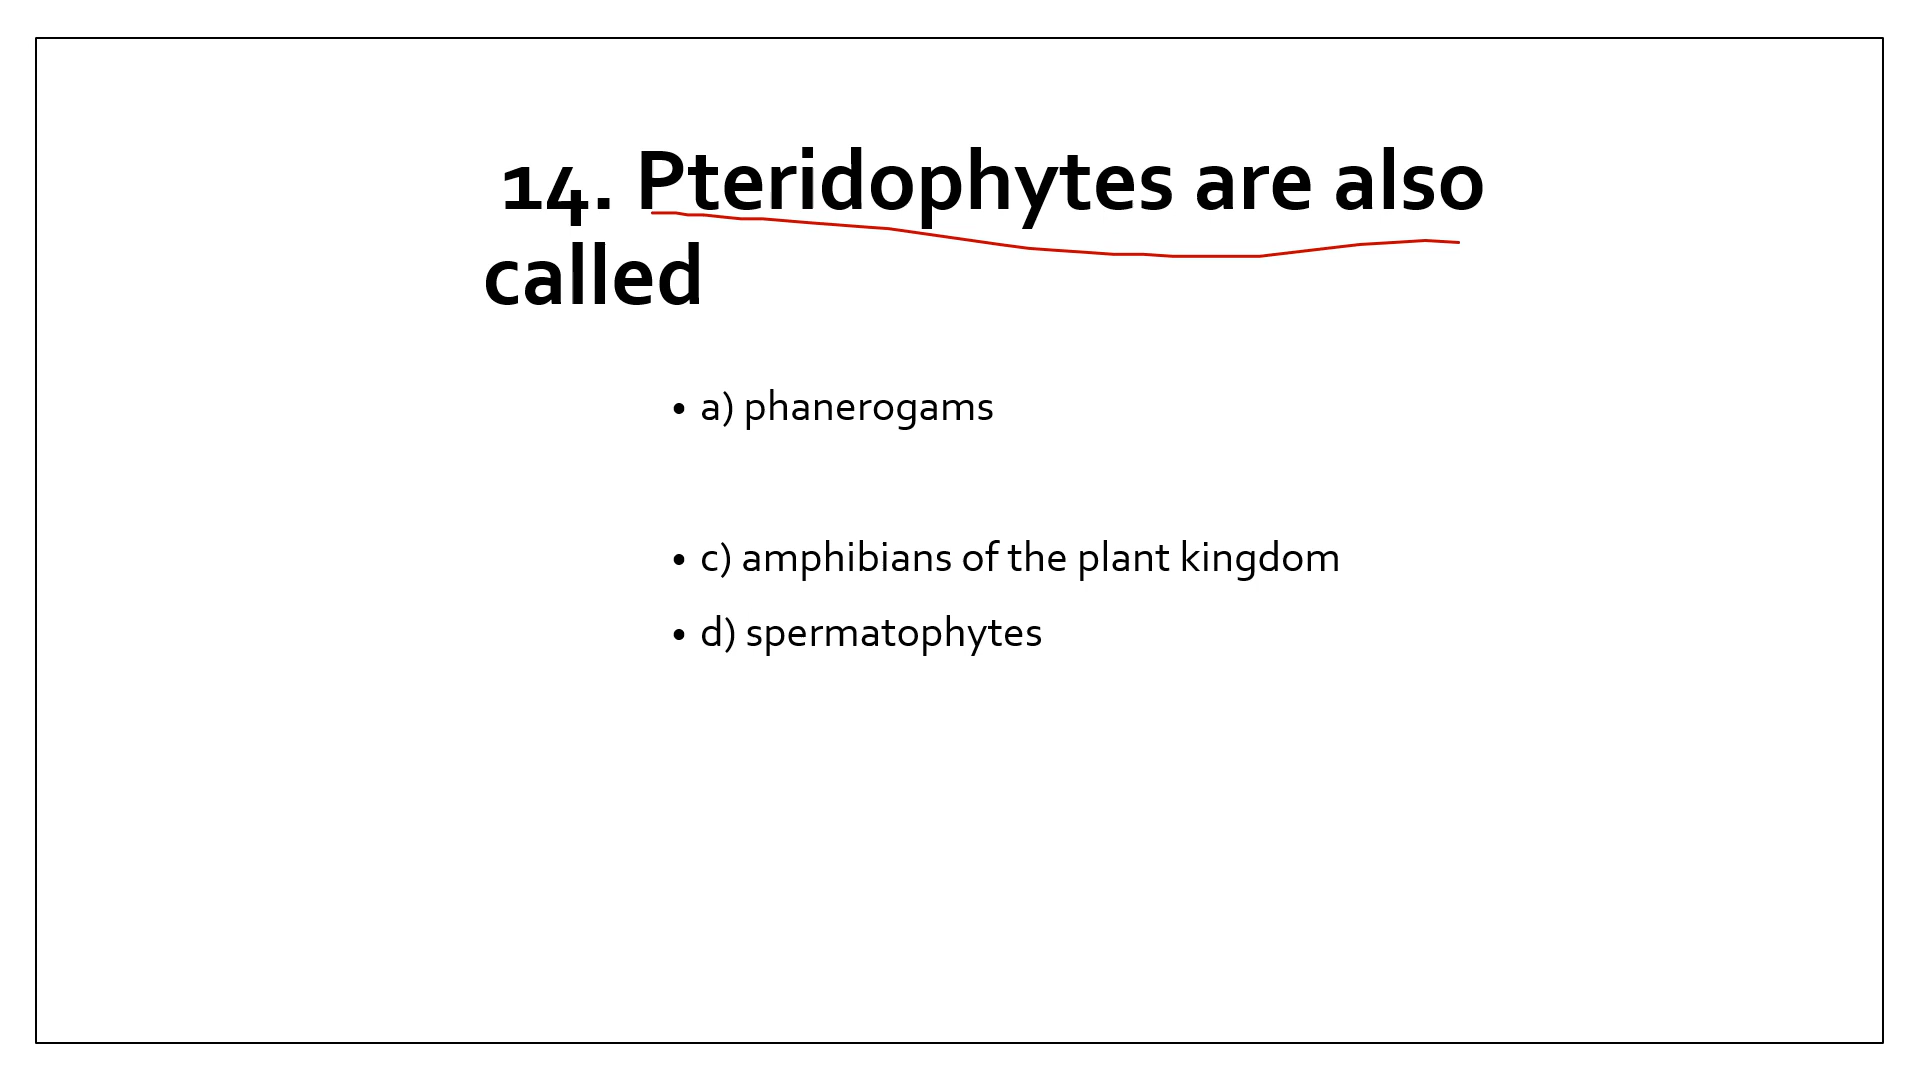 14. Pteridophytes are also
called
• a) phanerogams
• c) amphibians of the plant kingdom
• d) spermatophytes